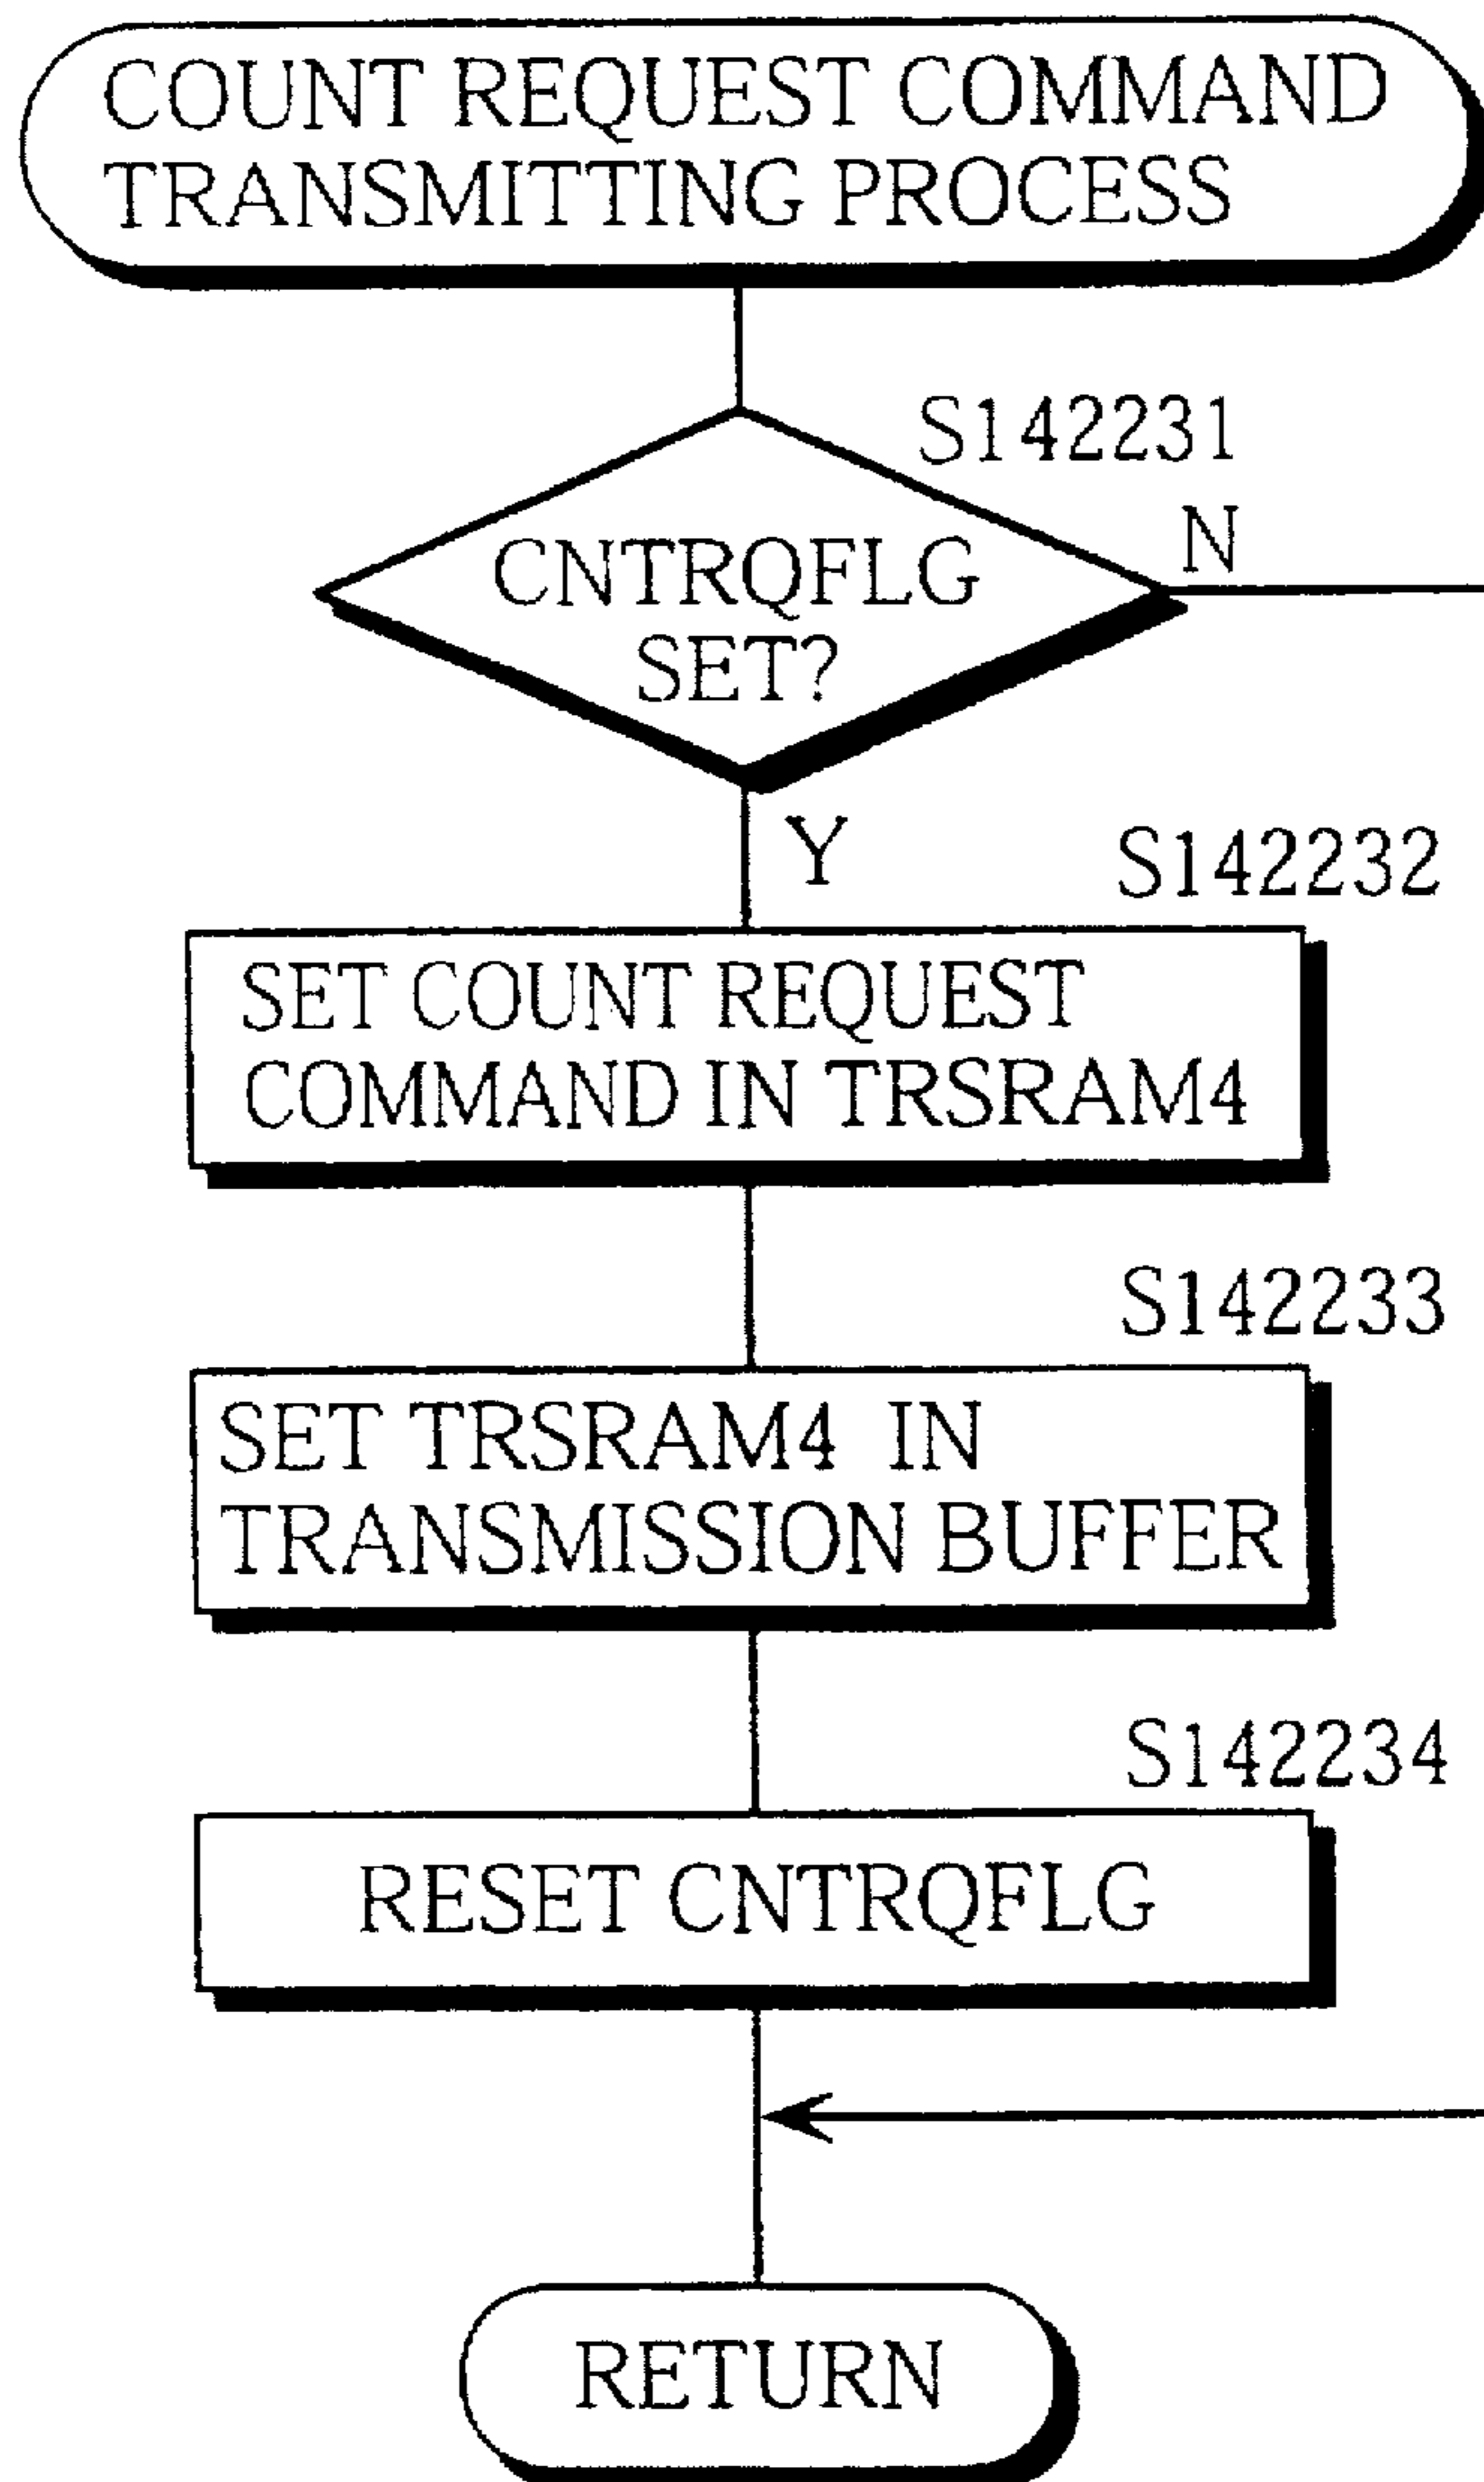 COUNT REQUEST COMMAND
TRANSMITTING PROCESS
S142231
N
CNTRQFLG
SET?
Y
S142232
SET COUNT REQUEST
COMMAND IN TRSRAM4
S142233
SET TRSRAM4 IN
TRANSMISSION BUFFER
S142234
RESET CNTRQFLG
RETURN